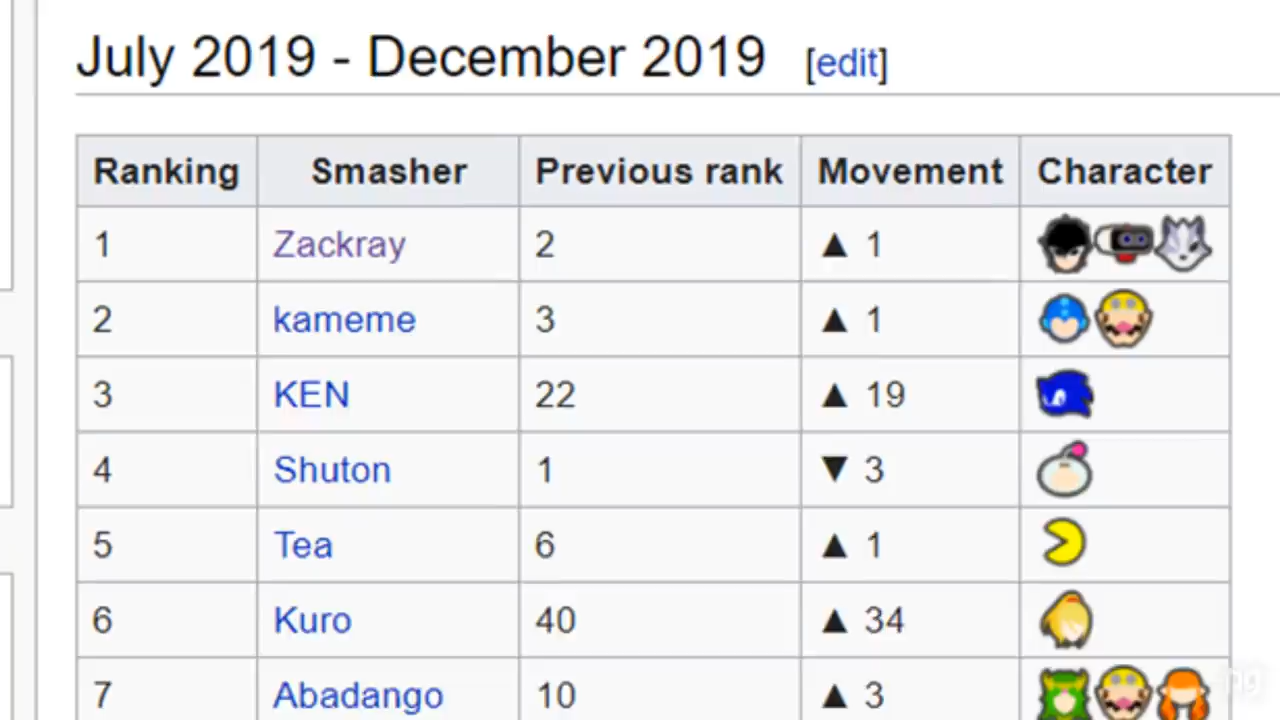 July 2019 - December 2019 [edit]
Ranking Smasher Previous rank Movement Character
1 Zackray 2 ▲ 1
2 kameme 3 ▲ 1
3 KEN 22 ▲ 19
4 Shuton 1 ▼ 3
5 Tea 6 ▲ 1
6 Kuro 40 ▲ 34
7 Abadango 10 ▲ 3